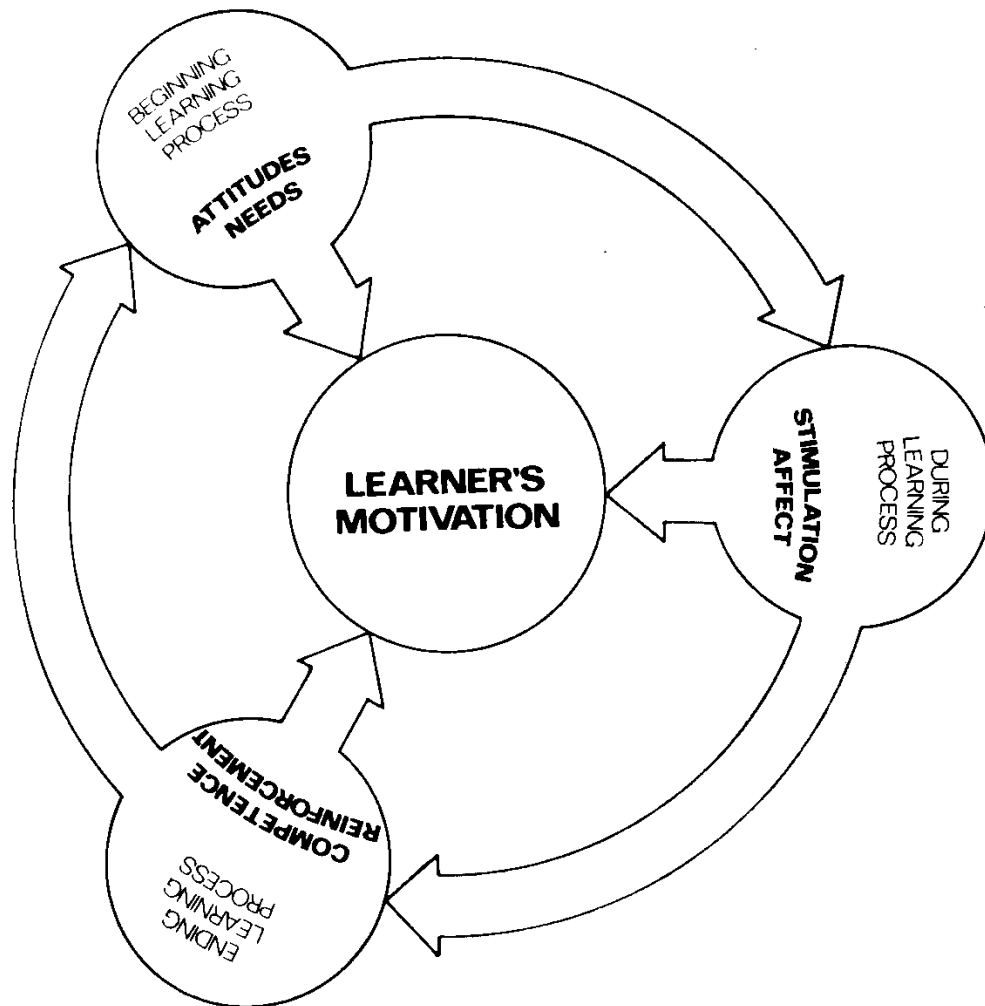 BEGINNING
LEARNING
PROCESS
ATTITUDES
NEEDS
DURING
LEARNING
PROCESS
STIMULATION
AFFECT
LEARNER'S
MOTIVATION
ENDING
LEARNING
PROCESS
COMPETENCE
REINFORCEMENT